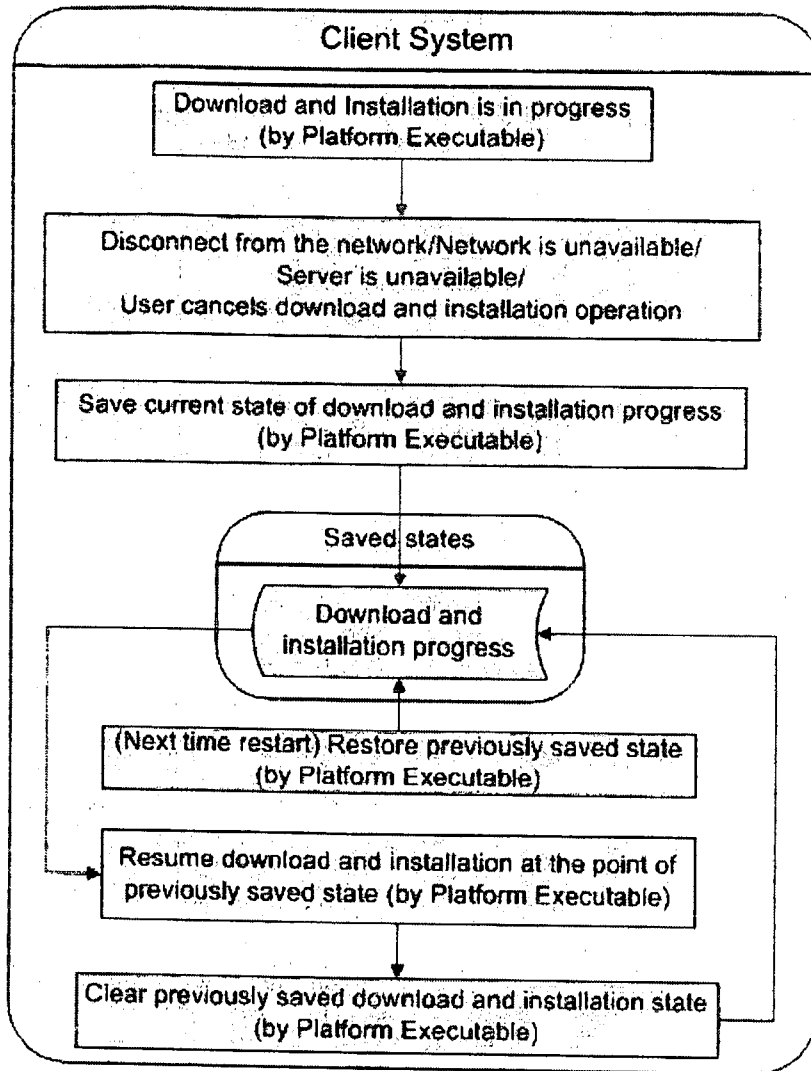 Client System
Download and Installation is in progress
(by Platform Executable)
Disconnect from the network/Network is unavailable/
Server is unavailable/
User cancels download and installation operation
Save current state of download and installation progress
(by Platform Executable)
Saved states
Download and
installation progress
(Next time restart) Restore previously saved state
(by Platform Executable)
Resume download and installation at the point of
previously saved state (by Platform Executable)
Clear previously saved download and installation state
(by Platform Executable)